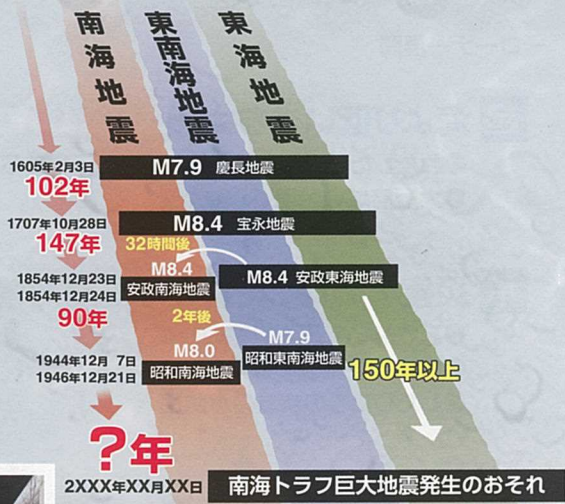 南海地震
東南海地震
東海地震
1605年2月3日
M7.9 慶長地震
102年
1707年10月28日
M8.4 宝永地震
147年
32時間後
1854年12月23日
1854年12月24日
M8.4
安政南海地震
M8.4 安政東海地震
90年
2年後
1944年12月 7日
1946年12月21日
M8.0
昭和南海地震
M7.9
昭和東南海地震
150年以上
?年
2XXX年XX月XX日
南海トラフ巨大地震発生のおそれ